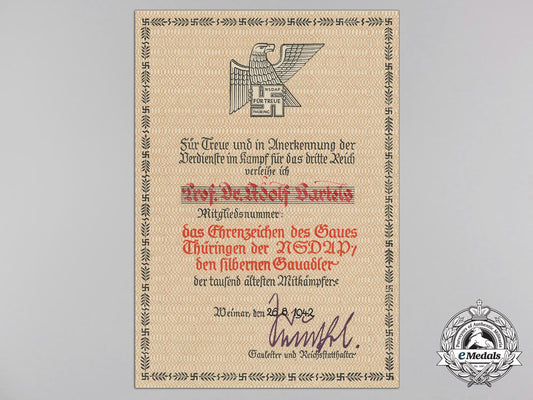 NSDAP
FÜR TREUE
THÜRING
Für Treue und in Anerkennung der
Verdienste im Kampf für das dritte Reich
verleihe ich
Prof. Dr. Adolf Bartels
Mitgliedsnummer:
das Ehrenzeichen des Gaues
Thüringen der NSDAP,
den silbernen Gauadler
der tausend ältesten Mitkämpfer
Weimar, den 26.6.1942
Gauleiter und Reichsstatthalter
eMedals